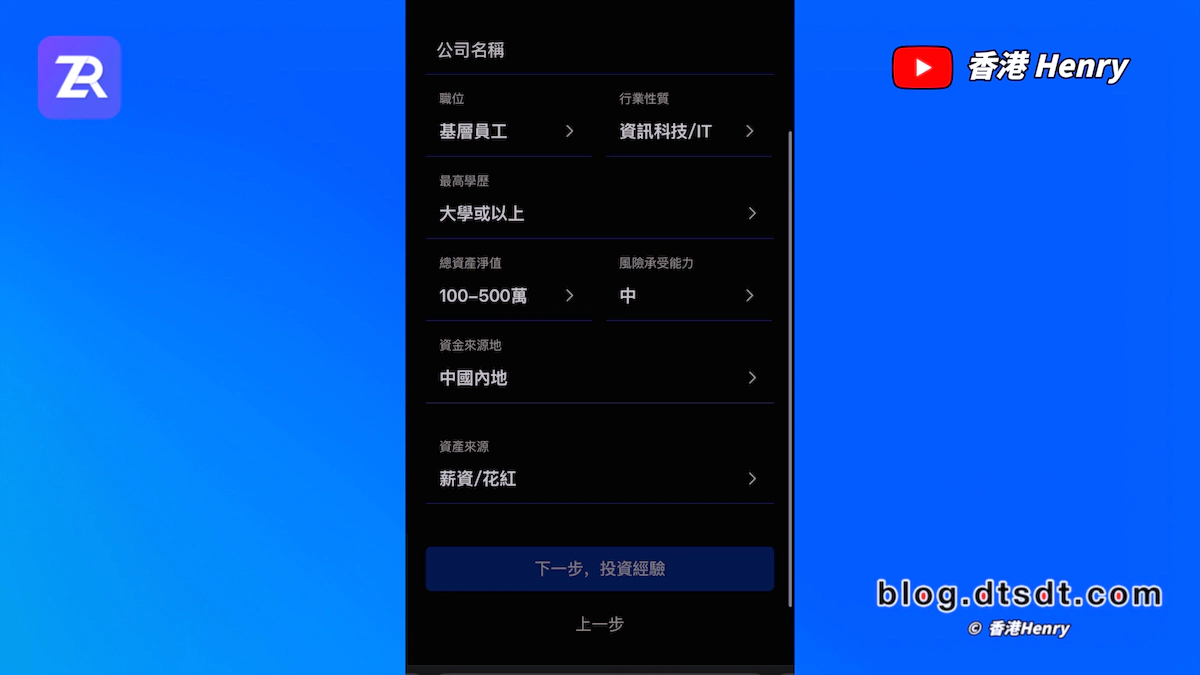 ZR
香港 Henry
公司名稱
職位
行業性質
基層員工
資訊科技/IT
最高學歷
大學或以上
總資產淨值
風險承受能力
100–500萬
中
資金來源地
中國內地
資產來源
薪資/花紅
下一步，投資經驗
上一步
blog.dtsdt.com
© 香港Henry